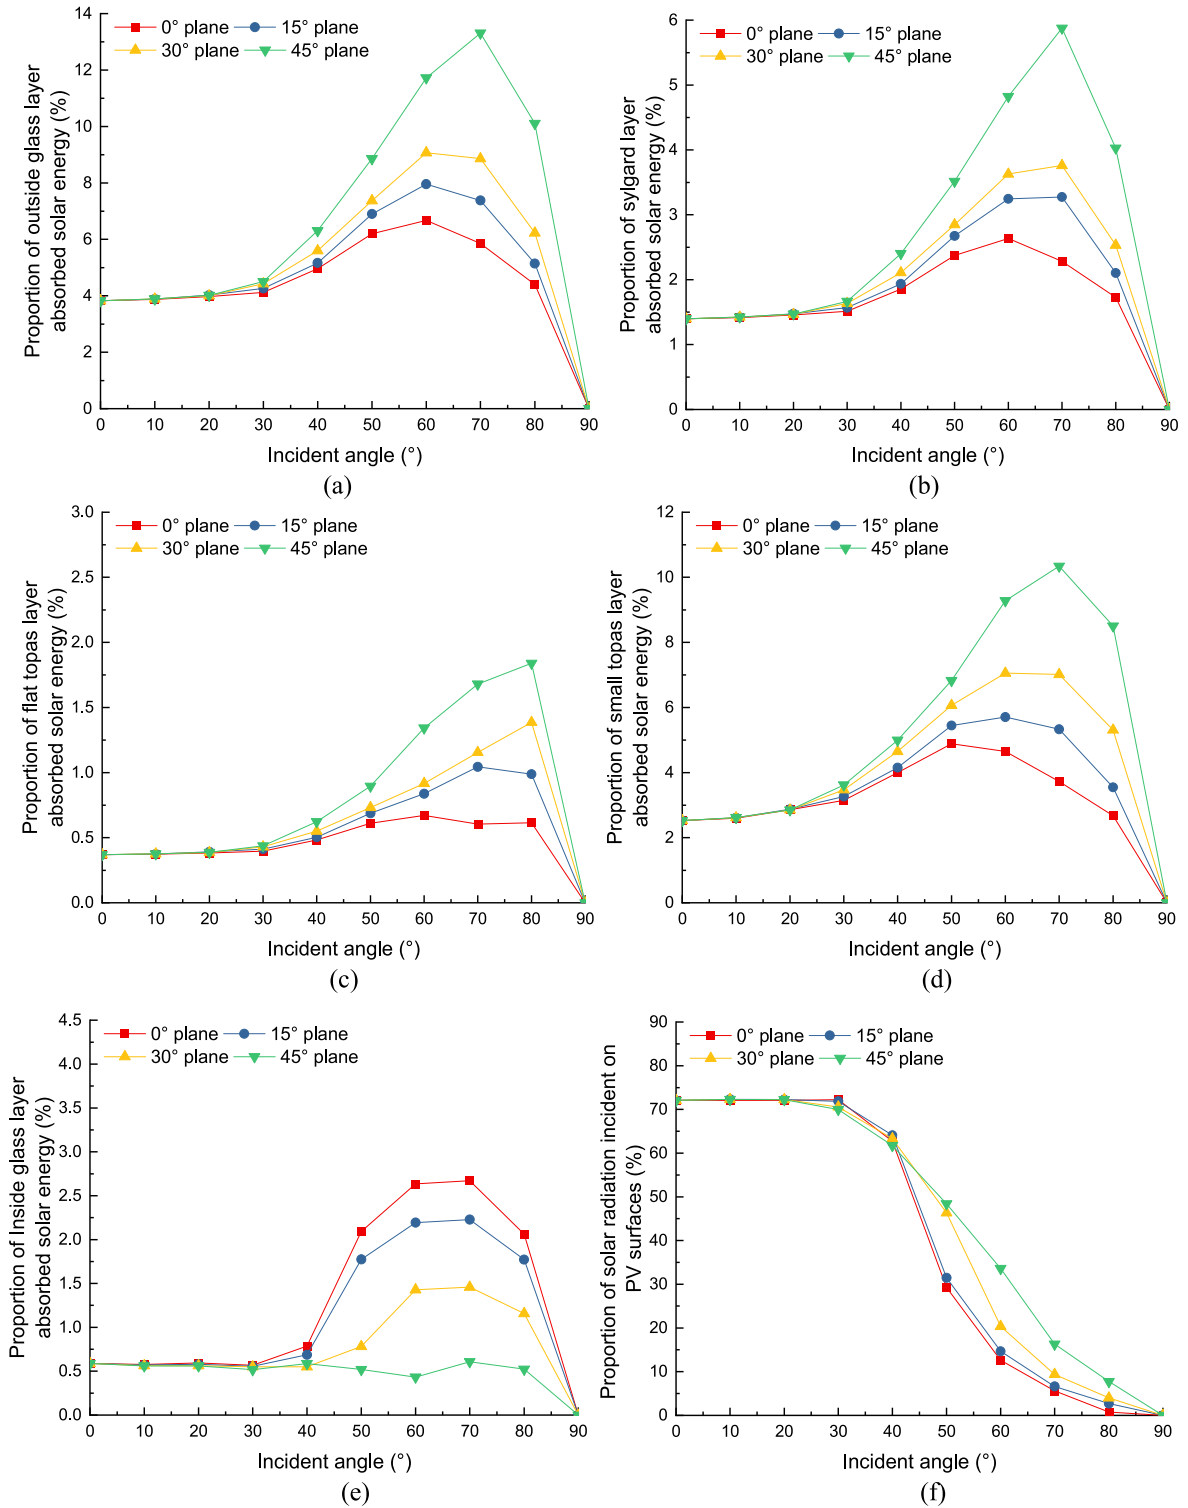 0° plane 15° plane
30° plane 45° plane
Proportion of outside glass layer
absorbed solar energy (%)
14
12
10
8
6
4
2
0
0 10 20 30 40 50 60 70 80 90
Incident angle (°)
(a)
0° plane 15° plane
30° plane 45° plane
Proportion of sylgard layer
absorbed solar energy (%)
6
5
4
3
2
1
0
0 10 20 30 40 50 60 70 80 90
Incident angle (°)
(b)
0° plane 15° plane
30° plane 45° plane
Proportion of flat topas layer
absorbed solar energy (%)
3.0
2.5
2.0
1.5
1.0
0.5
0.0
0 10 20 30 40 50 60 70 80 90
Incident angle (°)
(c)
0° plane 15° plane
30° plane 45° plane
Proportion of small topas layer
absorbed solar energy (%)
12
10
8
6
4
2
0
0 10 20 30 40 50 60 70 80 90
Incident angle (°)
(d)
0° plane 15° plane
30° plane 45° plane
Proportion of Inside glass layer
absorbed solar energy (%)
4.5
4.0
3.5
3.0
2.5
2.0
1.5
1.0
0.5
0.0
0 10 20 30 40 50 60 70 80 90
Incident angle (°)
(e)
0° plane 15° plane
30° plane 45° plane
Proportion of solar radiation incident on
PV surfaces (%)
90
80
70
60
50
40
30
20
10
0
0 10 20 30 40 50 60 70 80 90
Incident angle (°)
(f)